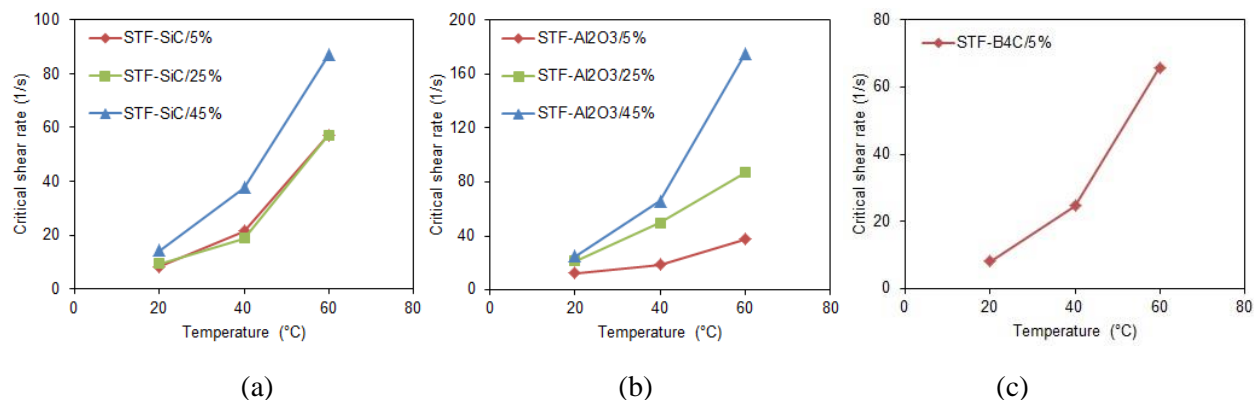 100
80
60
40
20
0
0 20 40 60 80
Critical shear rate (1/s)
Temperature (°C)
STF-SiC/5%
STF-SiC/25%
STF-SiC/45%
(a)
200
160
120
80
40
0
0 20 40 60 80
Critical shear rate (1/s)
Temperature (°C)
STF-Al2O3/5%
STF-Al2O3/25%
STF-Al2O3/45%
(b)
80
60
40
20
0
0 20 40 60 80
Critical shear rate (1/s)
Temperature (°C)
STF-B4C/5%
(c)